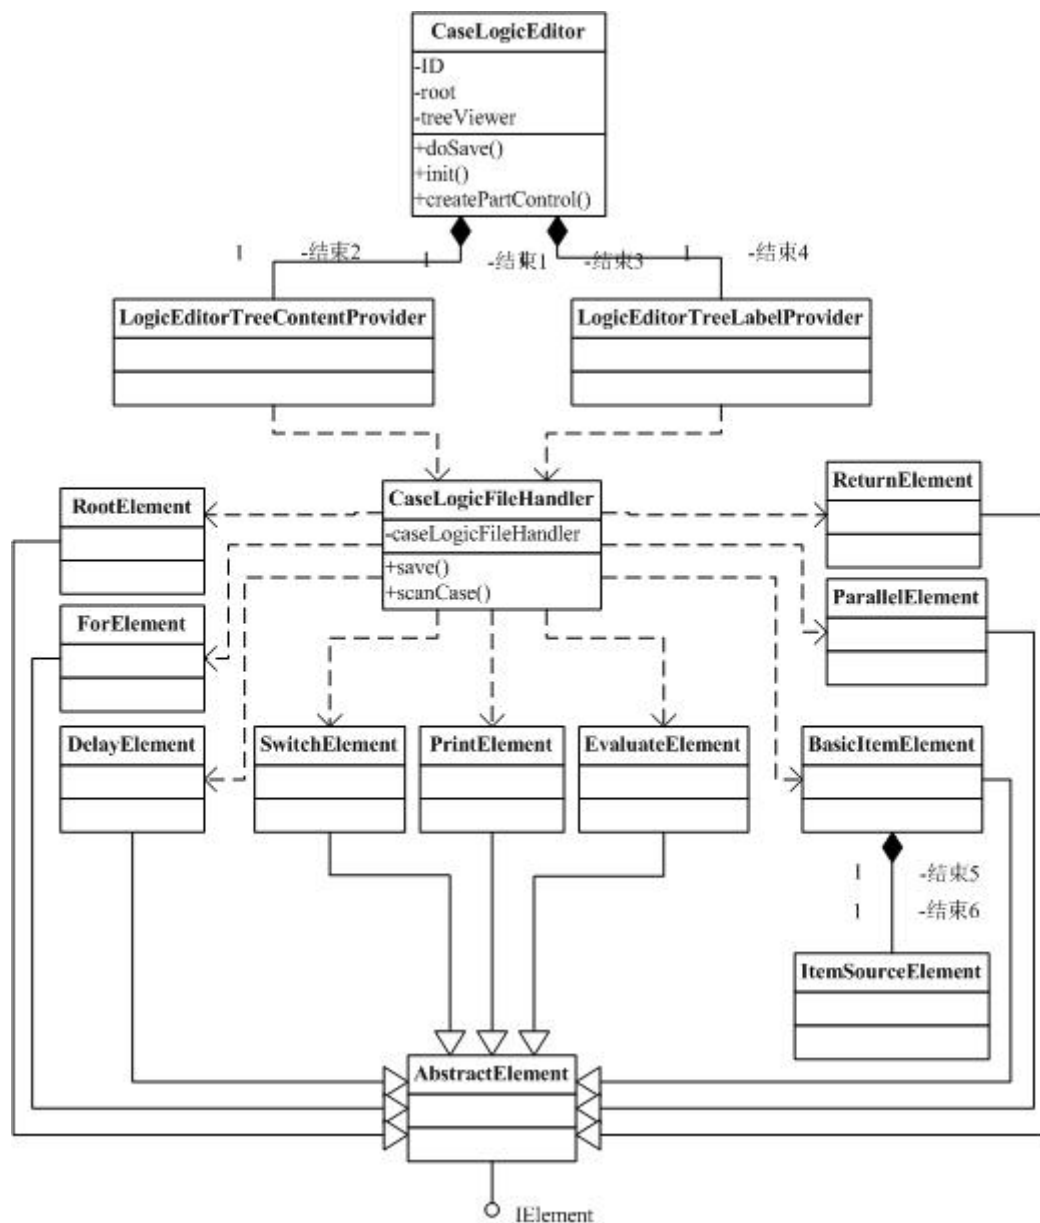 CaseLogicEditor
-ID
-root
-treeViewer
+doSave()
+init()
+createPartControl()
1 -结束2 1 -结束1 1 -结束3 1 -结束4
LogicEditorTreeContentProvider
LogicEditorTreeLabelProvider
CaseLogicFileHandler
-caseLogicFileHandler
+save()
+scanCase()
RootElement
ReturnElement
ForElement
ParallelElement
DelayElement
SwitchElement
PrintElement
EvaluateElement
BasicItemElement
1 -结束5
1 -结束6
ItemSourceElement
AbstractElement
IElement